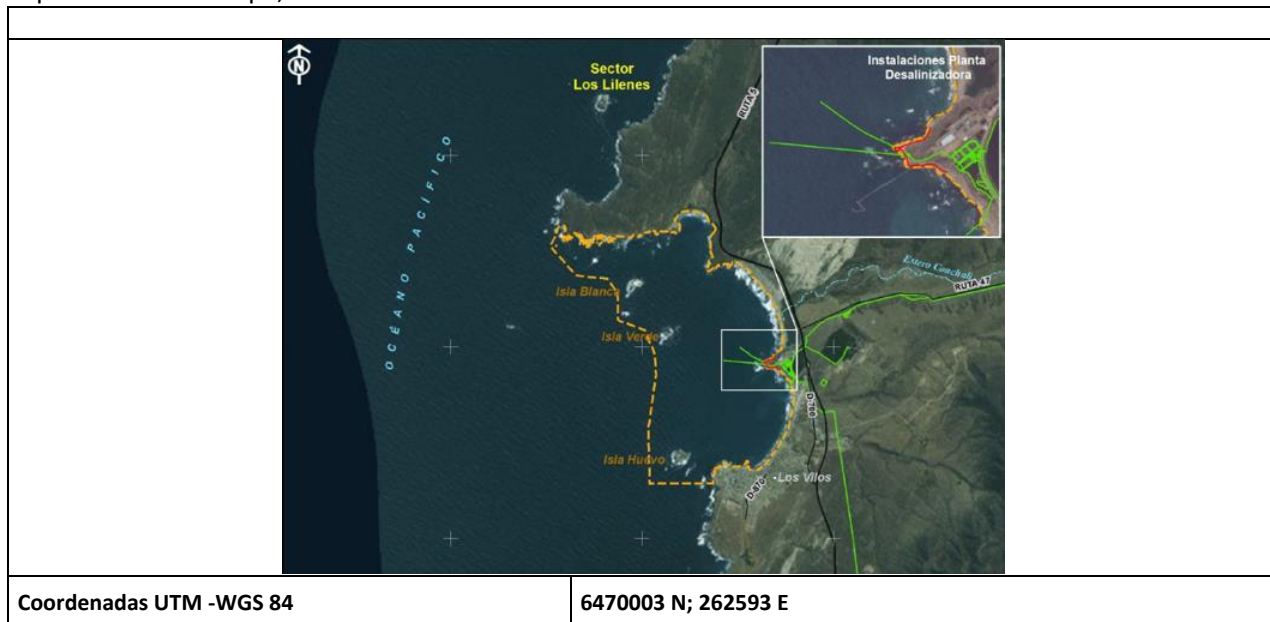 N
Sector
Los Lilenes
RUTA 5
Instalaciones Planta
Desalinizadora
OCÉANO PACÍFICO
Estero Conchalí
RUTA 47
Isla Blanca
Isla Verde
D-700
Isla Huevo
Los Vilos
Coordenadas UTM -WGS 84
6470003 N; 262593 E